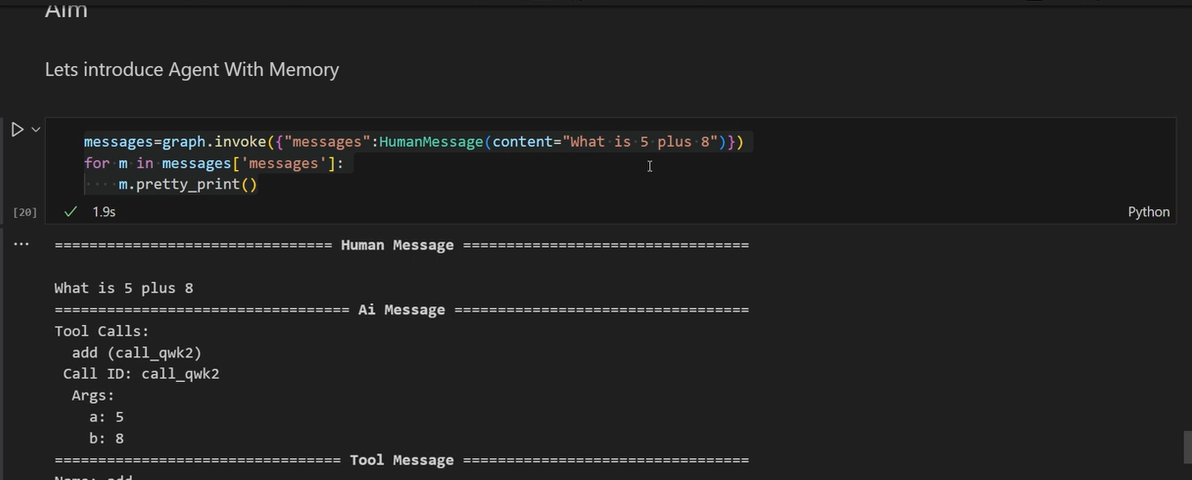 Aim
Lets introduce Agent With Memory
messages=graph.invoke({"messages":HumanMessage(content="What is 5 plus 8")})
for m in messages['messages']:
    m.pretty_print()
[20]
1.9s
Python
================================ Human Message =================================
What is 5 plus 8
================================== Ai Message ==================================
Tool Calls:
  add (call_qwk2)
 Call ID: call_qwk2
  Args:
    a: 5
    b: 8
================================= Tool Message =================================
Name: add